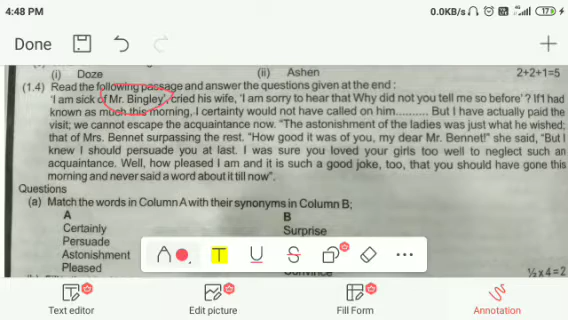 4:48 PM 0.0KB/s 17
Done
(i) Doze (ii) Ashen 2+2+1=5
(1.4) Read the following passage and answer the questions given at the end :
'I am sick of Mr. Bingley', cried his wife, 'I am sorry to hear that Why did not you tell me so before' ? If I had
known as much this morning, I certainty would not have called on him.......... But I have actually paid the
visit; we cannot escape the acquaintance now. "The astonishment of the ladies was just what he wished;
that of Mrs. Bennet surpassing the rest. "How good it was of you, my dear Mr. Bennet!" she said, "But I
knew I should persuade you at last. I was sure you loved your girls too well to neglect such an
acquaintance. Well, how pleased I am and it is such a good joke, too, that you should have gone this
morning and never said a word about it till now".
Questions
(a) Match the words in Column A with their synonyms in Column B;
A B
Certainly Surprise
Persuade
Astonishment
Pleased Convince
½x4=2
T U S
Text editor Edit picture Fill Form Annotation